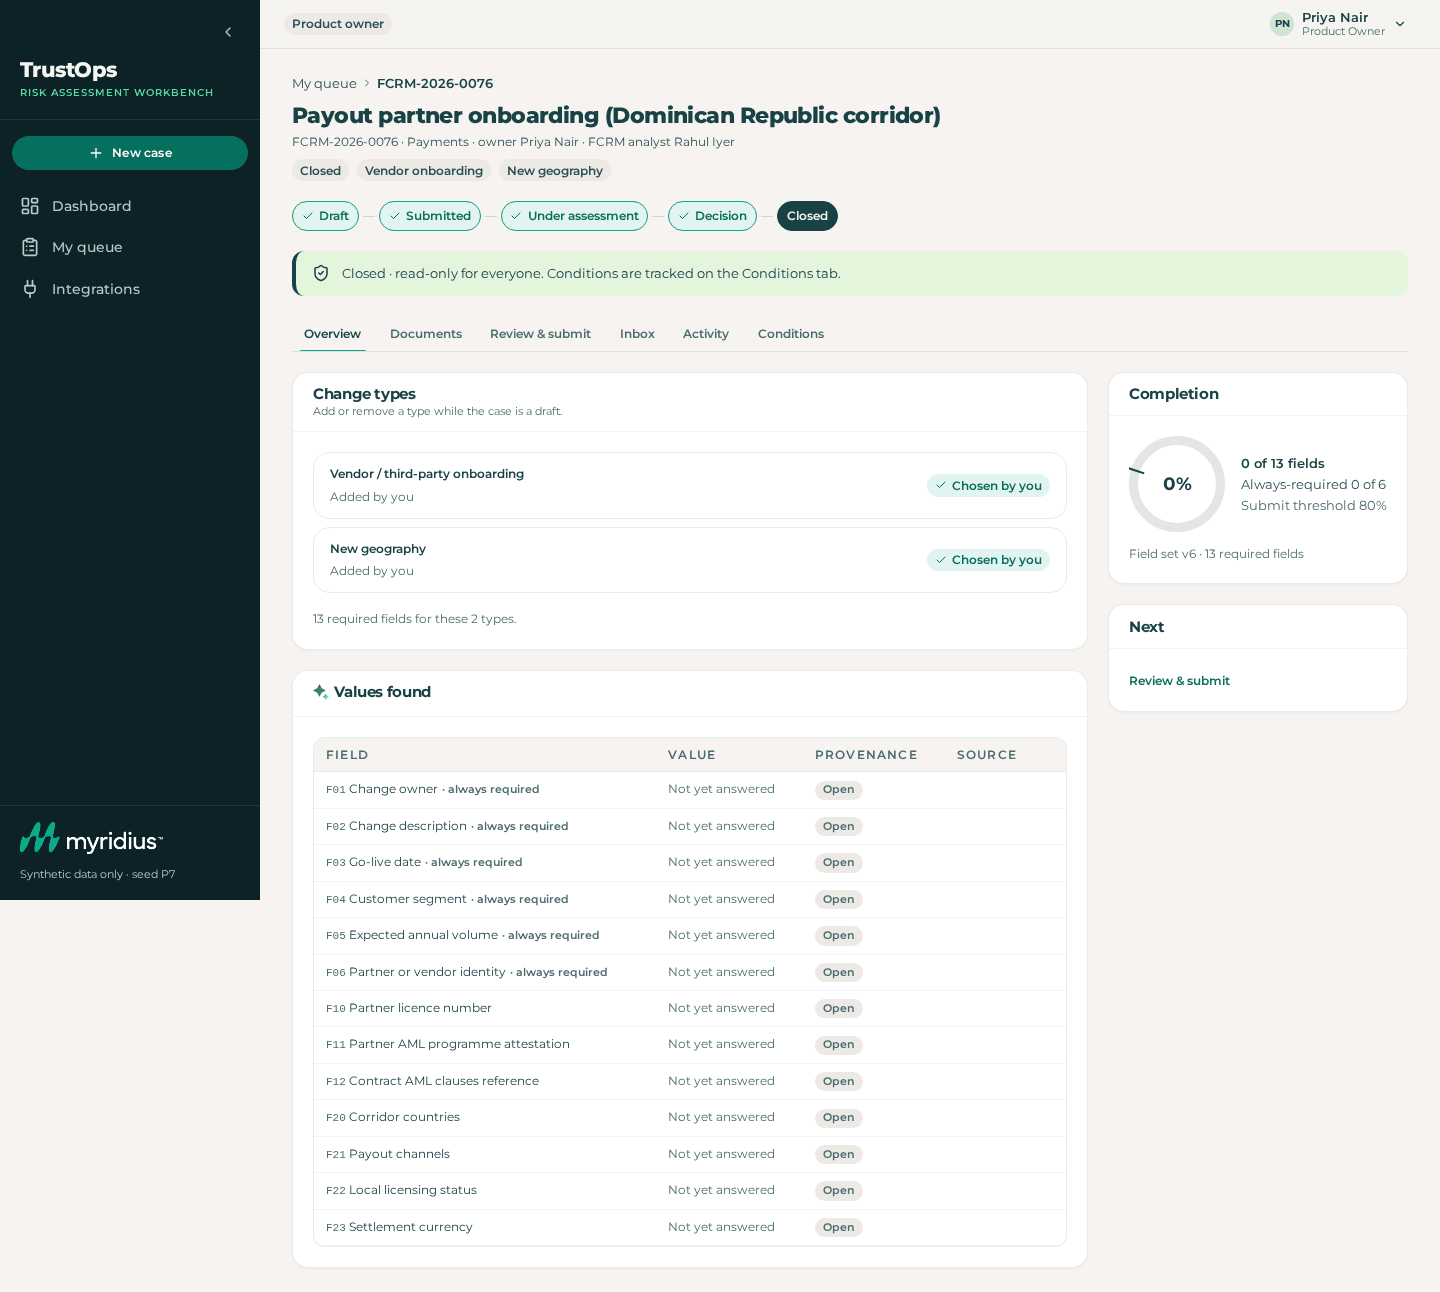 TrustOps
RISK ASSESSMENT WORKBENCH
New case
Dashboard
My queue
Integrations
myridius™
Synthetic data only · seed P7
Product owner
PN
Priya Nair
Product Owner
My queue › FCRM-2026-0076
Payout partner onboarding (Dominican Republic corridor)
FCRM-2026-0076 · Payments · owner Priya Nair · FCRM analyst Rahul Iyer
Closed Vendor onboarding New geography
Draft Submitted Under assessment Decision Closed
Closed · read-only for everyone. Conditions are tracked on the Conditions tab.
Overview Documents Review & submit Inbox Activity Conditions
Change types
Add or remove a type while the case is a draft.
Vendor / third-party onboarding
Added by you
Chosen by you
New geography
Added by you
Chosen by you
13 required fields for these 2 types.
Values found
FIELD VALUE PROVENANCE SOURCE
F01 Change owner · always required Not yet answered Open
F02 Change description · always required Not yet answered Open
F03 Go-live date · always required Not yet answered Open
F04 Customer segment · always required Not yet answered Open
F05 Expected annual volume · always required Not yet answered Open
F06 Partner or vendor identity · always required Not yet answered Open
F10 Partner licence number Not yet answered Open
F11 Partner AML programme attestation Not yet answered Open
F12 Contract AML clauses reference Not yet answered Open
F20 Corridor countries Not yet answered Open
F21 Payout channels Not yet answered Open
F22 Local licensing status Not yet answered Open
F23 Settlement currency Not yet answered Open
Completion
0%
0 of 13 fields
Always-required 0 of 6
Submit threshold 80%
Field set v6 · 13 required fields
Next
Review & submit